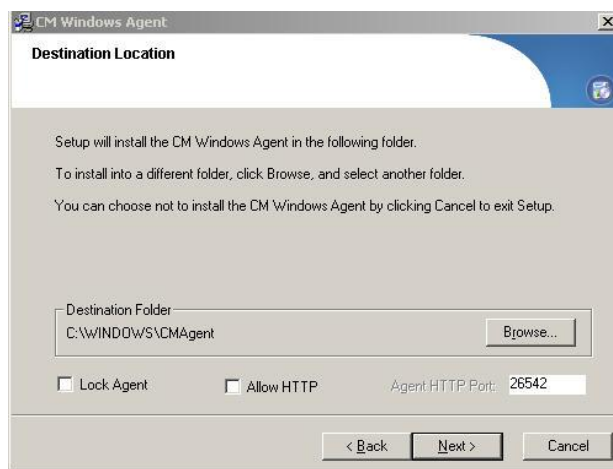 CM Windows Agent
Destination Location
Setup will install the CM Windows Agent in the following folder.
To install into a different folder, click Browse, and select another folder.
You can choose not to install the CM Windows Agent by clicking Cancel to exit Setup.
Destination Folder
C:\WINDOWS\CMAgent
Browse...
Lock Agent
Allow HTTP
Agent HTTP Port:
26542
< Back
Next >
Cancel